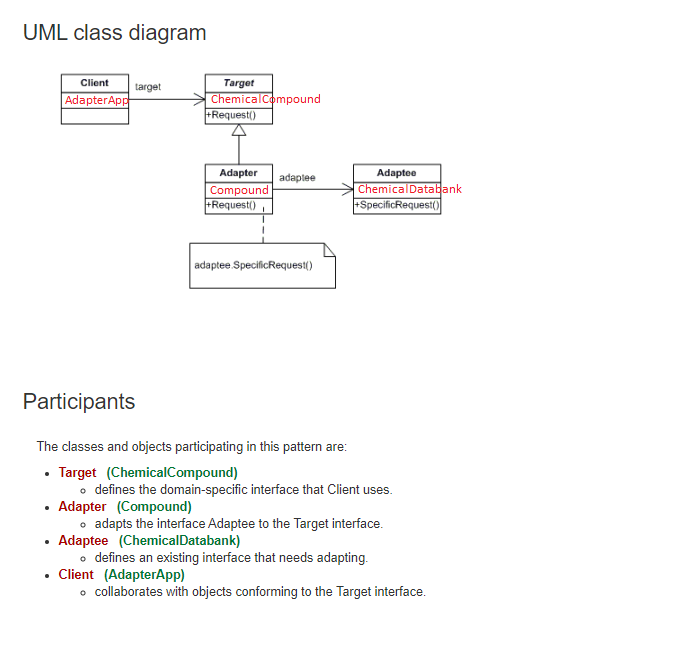 UML class diagram
Client
target
Target
AdapterApp
ChemicalCompound
+Request()
Adapter
adaptee
Adaptee
Compound
ChemicalDatabank
+Request()
+SpecificRequest()
adaptee.SpecificRequest()
Participants
The classes and objects participating in this pattern are:
Target (ChemicalCompound)
defines the domain-specific interface that Client uses.
Adapter (Compound)
adapts the interface Adaptee to the Target interface.
Adaptee (ChemicalDatabank)
defines an existing interface that needs adapting.
Client (AdapterApp)
collaborates with objects conforming to the Target interface.